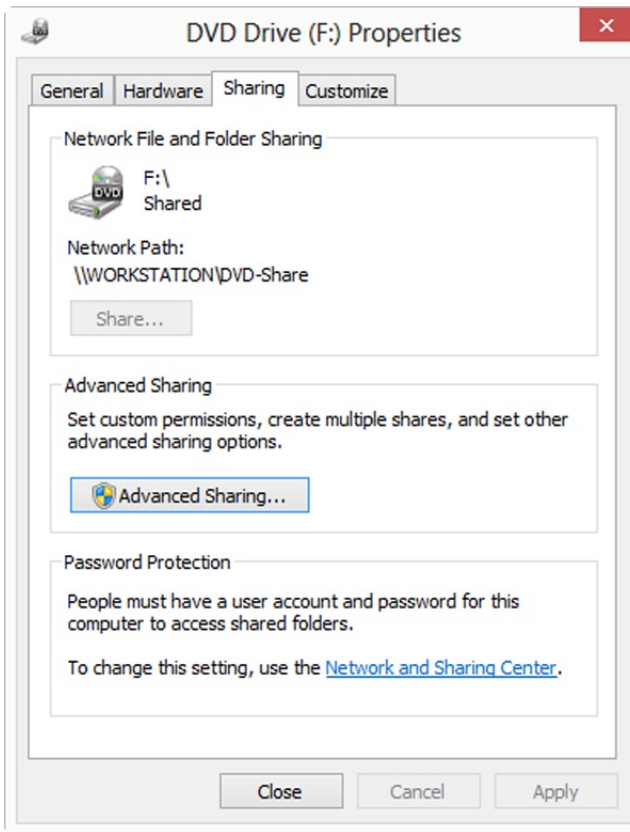 DVD Drive (F:) Properties
General Hardware Sharing Customize
Network File and Folder Sharing
DVD
F:\
Shared
Network Path:
\\WORKSTATION\DVD-Share
Share...
Advanced Sharing
Set custom permissions, create multiple shares, and set other
advanced sharing options.
Advanced Sharing...
Password Protection
People must have a user account and password for this
computer to access shared folders.
To change this setting, use the Network and Sharing Center.
Close Cancel Apply